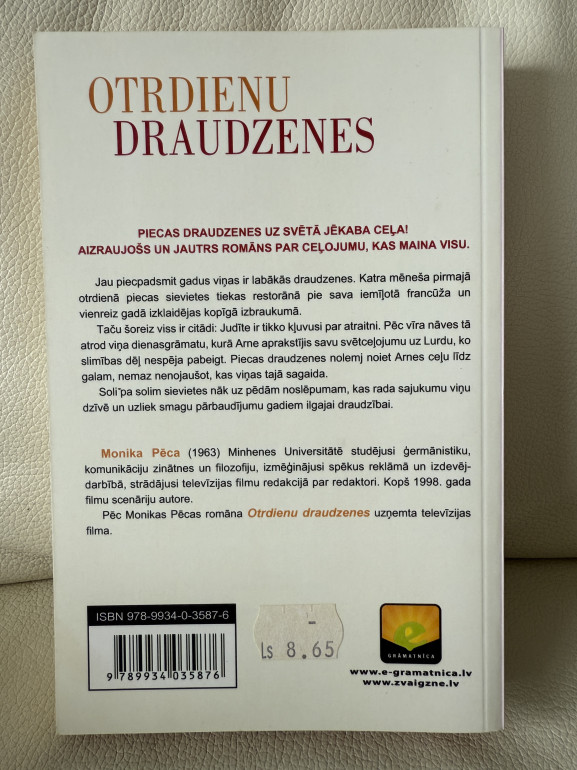 OTRDIENU
DRAUDZENES
PIECAS DRAUDZENES UZ SVĒTĀ JĒKABA CEĻA!
AIZRAUJOŠS UN JAUTRS ROMĀNS PAR CEĻOJUMU, KAS MAINA VISU.
Jau piecpadsmit gadus viņas ir labākās draudzenes. Katra mēneša pirmajā
otrdienā piecas sievietes tiekas restorānā pie sava iemīļotā francūža un
vienreiz gadā izklaidējas kopīgā izbraukumā.
Taču šoreiz viss ir citādi: Judīte ir tikko kļuvusi par atraitni. Pēc vīra nāves tā
atrod viņa dienasgrāmatu, kurā Arne aprakstījis savu svētceļojumu uz Lurdu, ko
slimības dēļ nespēja pabeigt. Piecas draudzenes nolemj noiet Arnes ceļu līdz
galam, nemaz nenojaušot, kas viņas tajā sagaida.
Soli pa solim sievietes nāk uz pēdām noslēpumam, kas rada sajukumu viņu
dzīvē un uzliek smagu pārbaudījumu gadiem ilgajai draudzībai.
Monika Pēca (1963) Minhenes Universitātē studējusi ģermānistiku,
komunikāciju zinātnes un filozofiju, izmēģinājusi spēkus reklāmā un izdevēj-
darbībā, strādājusi televīzijas filmu redakcijā par redaktori. Kopš 1998. gada
filmu scenāriju autore.
Pēc Monikas Pēcas romāna Otrdienu draudzenes uzņemta televīzijas
filma.
ISBN 978-9934-0-3587-6
9 789934 035876
-
Ls 8.65
e
GRĀMATNĪCA
www.e-gramatnica.lv
www.zvaigzne.lv